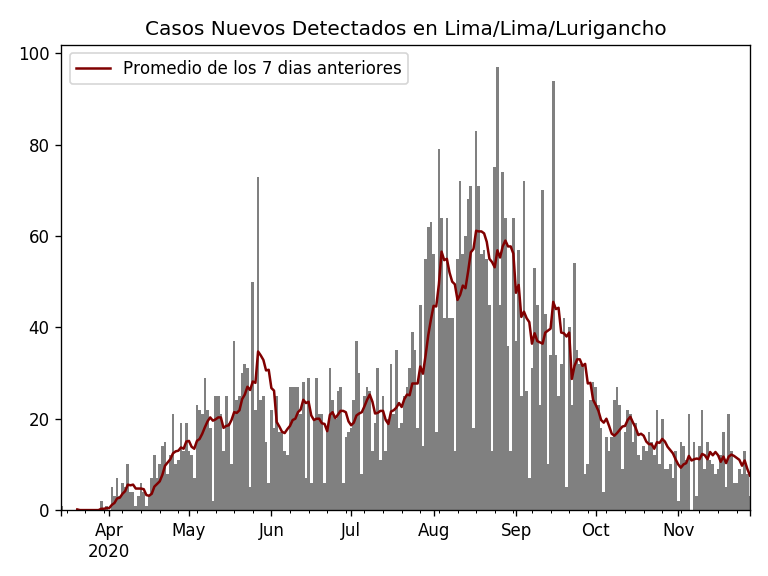 Casos Nuevos Detectados en Lima/Lima/Lurigancho
Promedio de los 7 dias anteriores
100
80
60
40
20
0
Apr May Jun Jul Aug Sep Oct Nov
2020